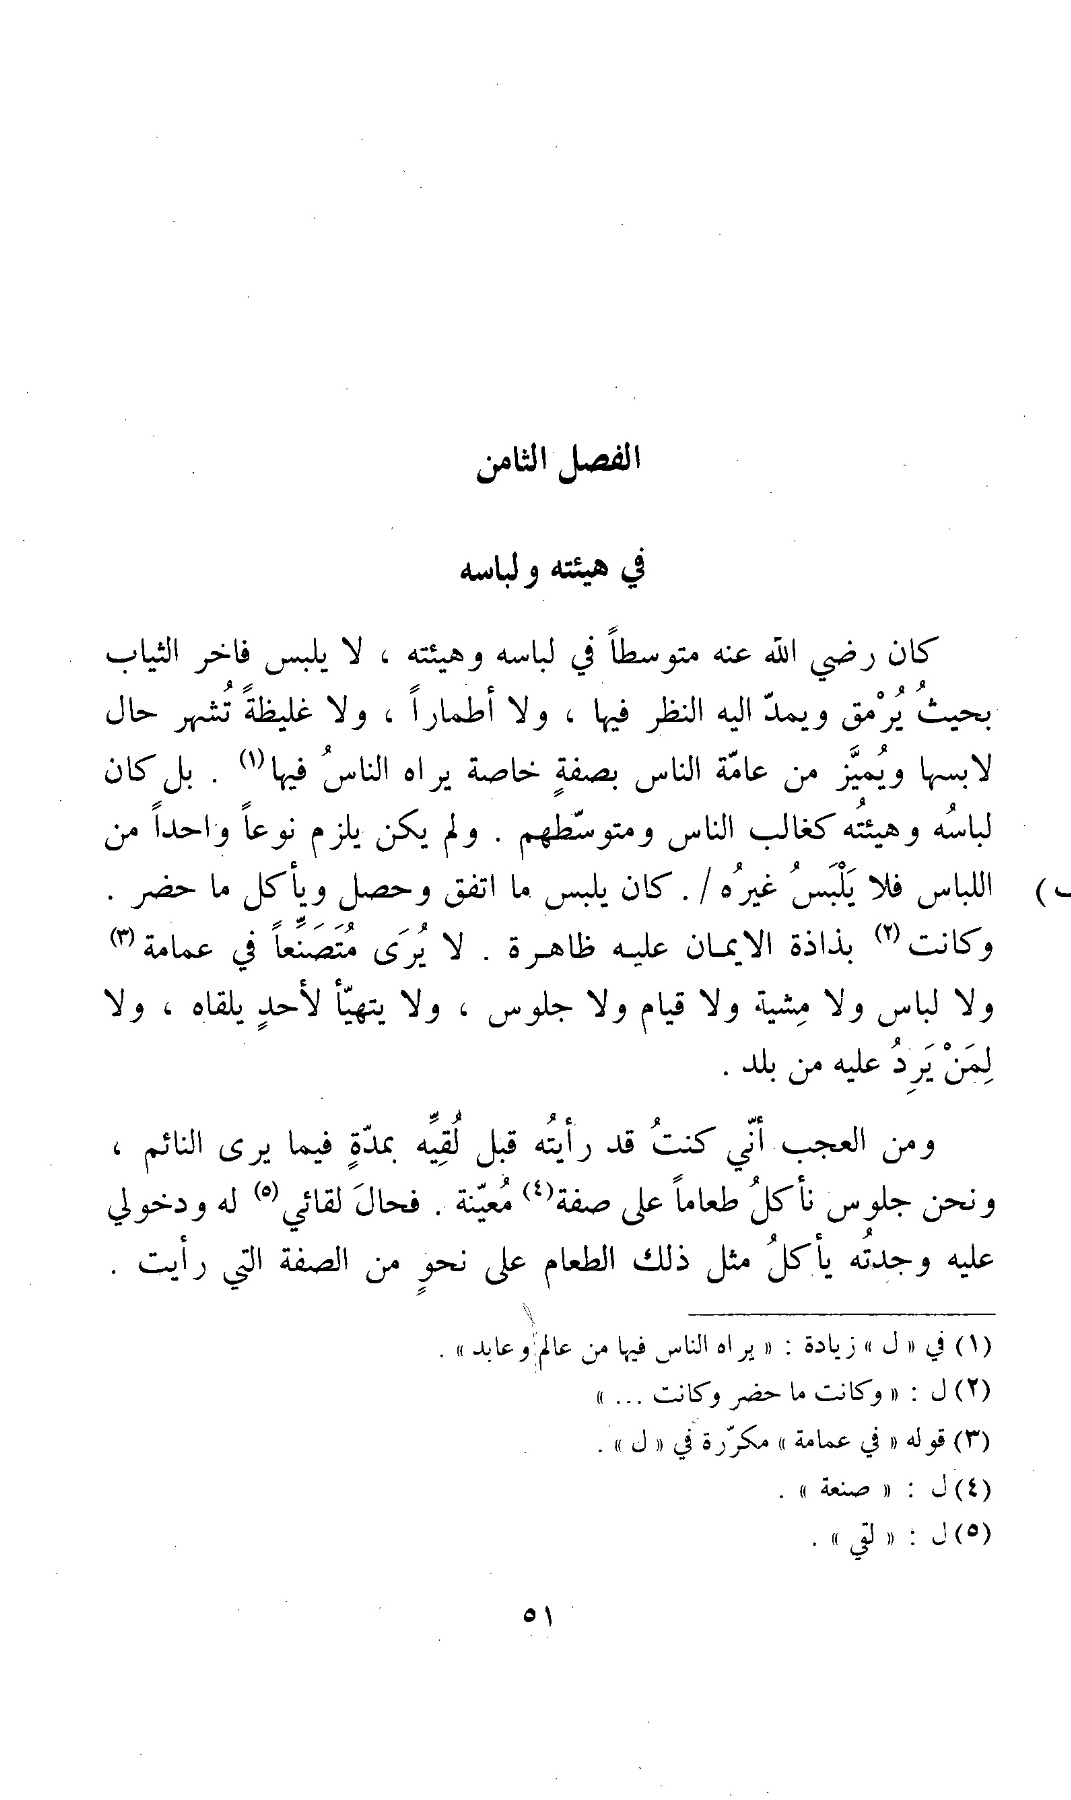 الفصل الثامن
في هيئته ولباسه
كان رضي الله عنه متوسطاً في لباسه وهيئته ، لا يلبس فاخر الثياب
بحيثُ يُرْمق ويمدّ اليه النظر فيها ، ولا أطماراً ، ولا غليظةً تُشهر حال
لابسها ويُميَّز من عامّة الناس بصفةٍ خاصة يراه الناسُ فيها(١) . بل كان
لباسُه وهيئتُه كغالب الناس ومتوسّطهم . ولم يكن يلزم نوعاً واحداً من
اللباس فلا يَلْبَسُ غيرُه / . كان يلبس ما اتفق وحصل ويأكل ما حضر .
ب)
وكانت(٢) بذاذة الايمان عليه ظاهرة . لا يُرَى مُتَصَنِّعاً في عمامة(٣)
ولا لباس ولا مِشية ولا قيام ولا جلوس ، ولا يتهيّأ لأحدٍ يلقاه ، ولا
لِمَنْ يَرِدُ عليه من بلد .
ومن العجب أنّي كنتُ قد رأيتُه قبل لُقِيِّه بمدّةٍ فيما يرى النائم ،
ونحن جلوس نأكلُ طعاماً على صفة(٤) مُعيّنة . فحالَ لقائي(٥) له ودخولي
عليه وجدتُه يأكلُ مثل ذلك الطعام على نحوٍ من الصفة التي رأيت .
(١) في « ل » زيادة : « يراه الناس فيها من عالم وعابد » .
(٢) ل : « وكانت ما حضر وكانت ... »
(٣) قوله « في عمامة » مكرّرة في « ل » .
(٤) ل : « صنعة » .
(٥) ل : « لقي » .
٥١